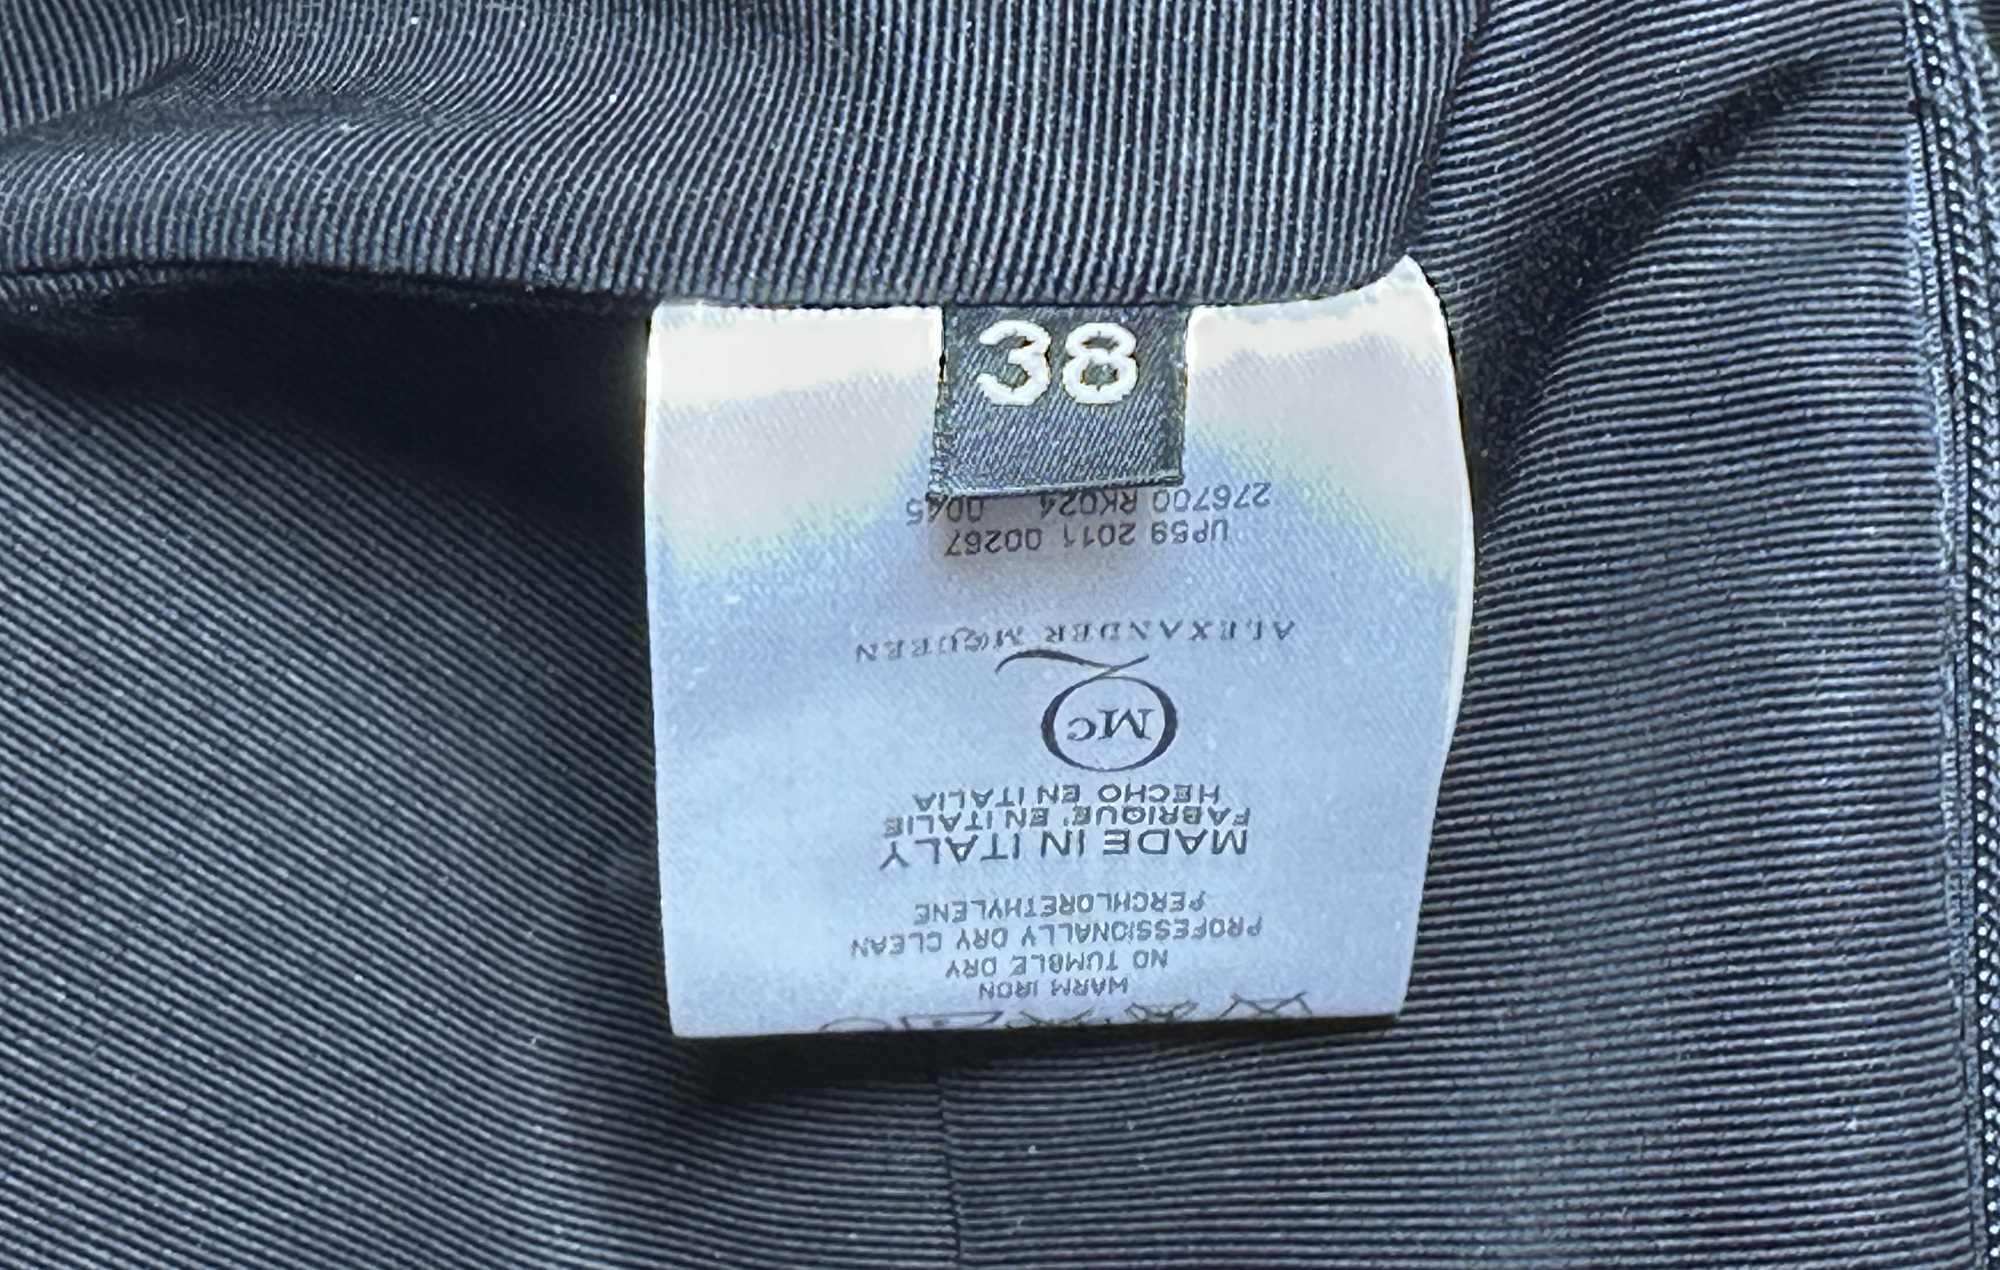 38
WARM IRON
NO TUMBLE DRY
PROFESSIONALLY DRY CLEAN
PERCHLORETHYLENE
MADE IN ITALY
FABRIQUE' EN ITALIE
HECHO EN ITALIA
MC
ALEXANDER MCQUEEN
UP59 2011 00267
276700 RK024 0045